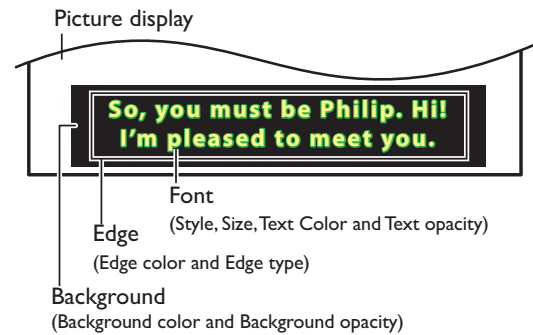 Picture display
So, you must be Philip. Hi!
I'm pleased to meet you.
Font
(Style, Size, Text Color and Text opacity)
Edge
(Edge color and Edge type)
Background
(Background color and Background opacity)